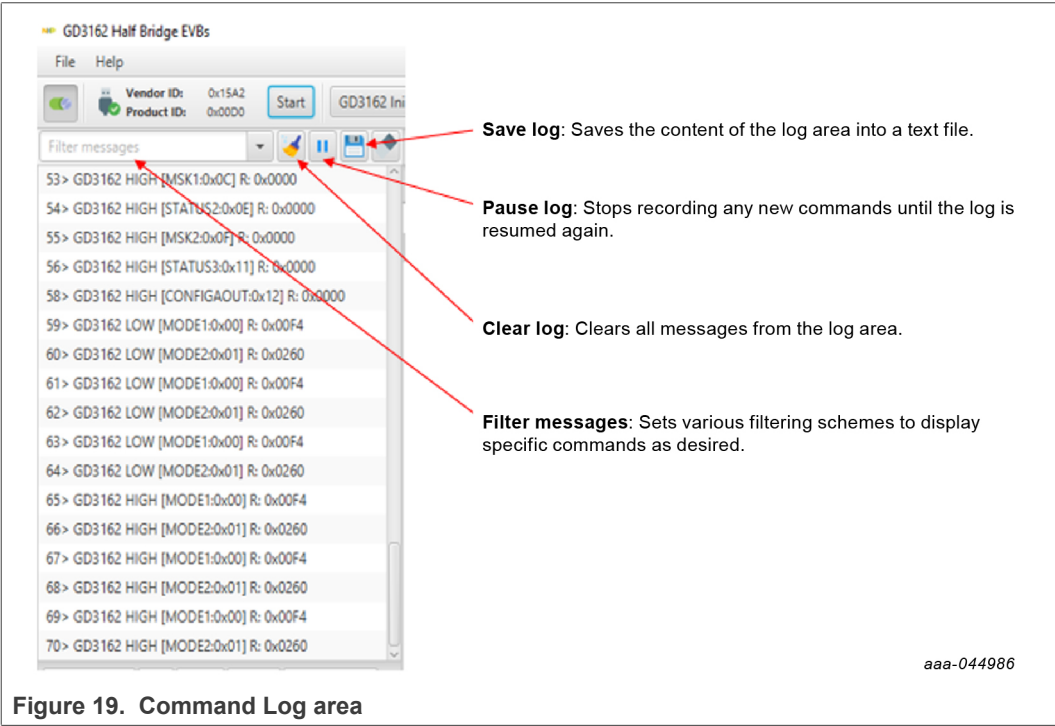 GD3162 Half Bridge EVBs
File Help
Vendor ID: 0x15A2
Product ID: 0x00D0
Start
GD3162 Ini
Filter messages
53> GD3162 HIGH [MSK1:0x0C] R: 0x0000
54> GD3162 HIGH [STATUS2:0x0E] R: 0x0000
55> GD3162 HIGH [MSK2:0x0F] R: 0x0000
56> GD3162 HIGH [STATUS3:0x11] R: 0x0000
58> GD3162 HIGH [CONFIGAOUT:0x12] R: 0x0000
59> GD3162 LOW [MODE1:0x00] R: 0x00F4
60> GD3162 LOW [MODE2:0x01] R: 0x0260
61> GD3162 LOW [MODE1:0x00] R: 0x00F4
62> GD3162 LOW [MODE2:0x01] R: 0x0260
63> GD3162 LOW [MODE1:0x00] R: 0x00F4
64> GD3162 LOW [MODE2:0x01] R: 0x0260
65> GD3162 HIGH [MODE1:0x00] R: 0x00F4
66> GD3162 HIGH [MODE2:0x01] R: 0x0260
67> GD3162 HIGH [MODE1:0x00] R: 0x00F4
68> GD3162 HIGH [MODE2:0x01] R: 0x0260
69> GD3162 HIGH [MODE1:0x00] R: 0x00F4
70> GD3162 HIGH [MODE2:0x01] R: 0x0260
Save log: Saves the content of the log area into a text file.
Pause log: Stops recording any new commands until the log is
resumed again.
Clear log: Clears all messages from the log area.
Filter messages: Sets various filtering schemes to display
specific commands as desired.
aaa-044986
Figure 19. Command Log area